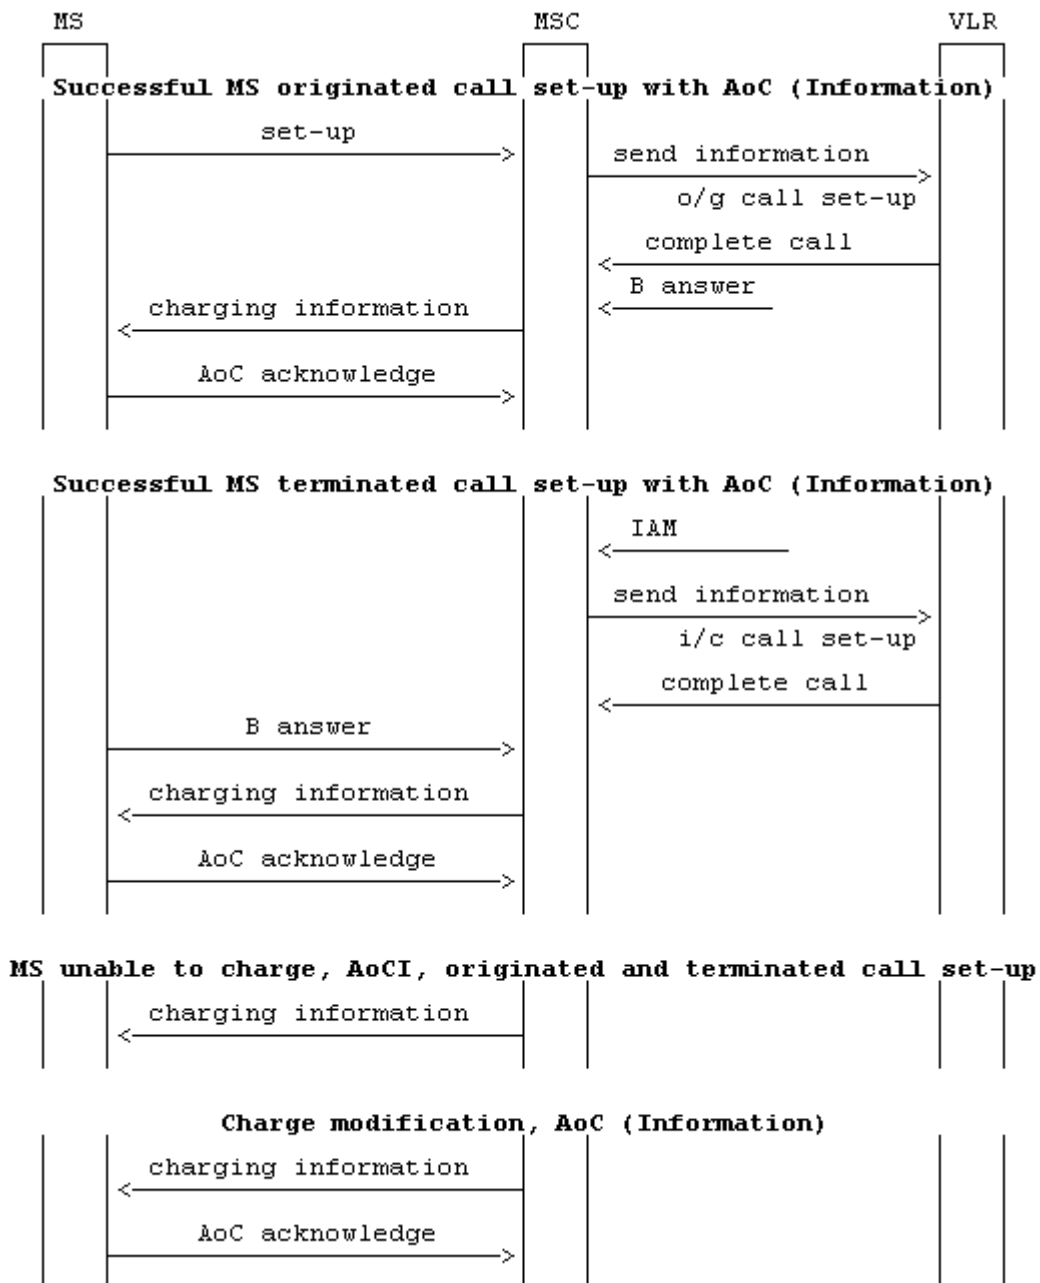 MS MSC VLR
Successful MS originated call set-up with AoC (Information)
set-up
send information
o/g call set-up
complete call
B answer
charging information
AoC acknowledge
Successful MS terminated call set-up with AoC (Information)
IAM
send information
i/c call set-up
complete call
B answer
charging information
AoC acknowledge
MS unable to charge, AoCI, originated and terminated call set-up
charging information
Charge modification, AoC (Information)
charging information
AoC acknowledge